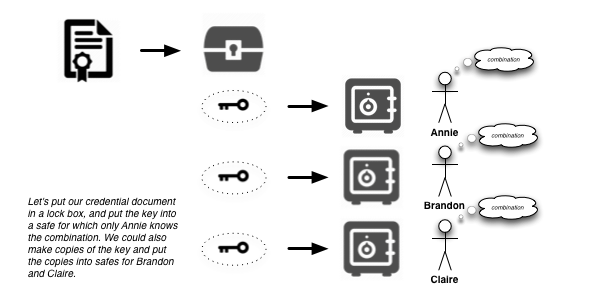 combination
Annie
combination
Brandon
combination
Claire
Let's put our credential document
in a lock box, and put the key into
a safe for which only Annie knows
the combination. We could also
make copies of the key and put
the copies into safes for Brandon
and Claire.